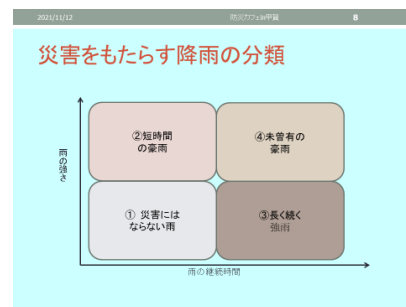 2021/11/12
防災カフェin甲賀
8
災害をもたらす降雨の分類
雨の強さ
②短時間
の豪雨
④未曾有の
豪雨
① 災害には
ならない雨
③長く続く
強雨
雨の継続時間